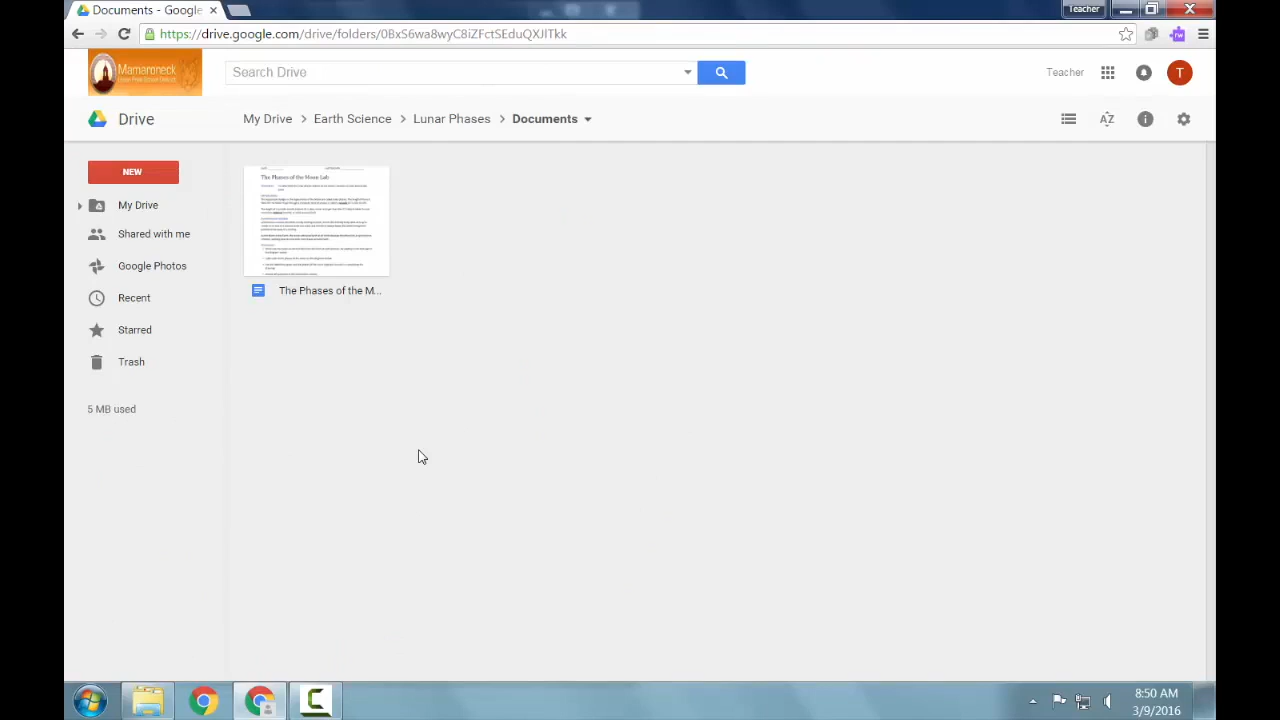 Documents - Google
Teacher
https://drive.google.com/drive/folders/0BxS6wa8wyC8iZFctSEduQXJlTkk
Mamaroneck
Search Drive
Teacher
T
Drive
My Drive > Earth Science > Lunar Phases > Documents
NEW
My Drive
Shared with me
Google Photos
Recent
Starred
Trash
5 MB used
The Phases of the Moon Lab
The Phases of the M...
8:50 AM
3/9/2016